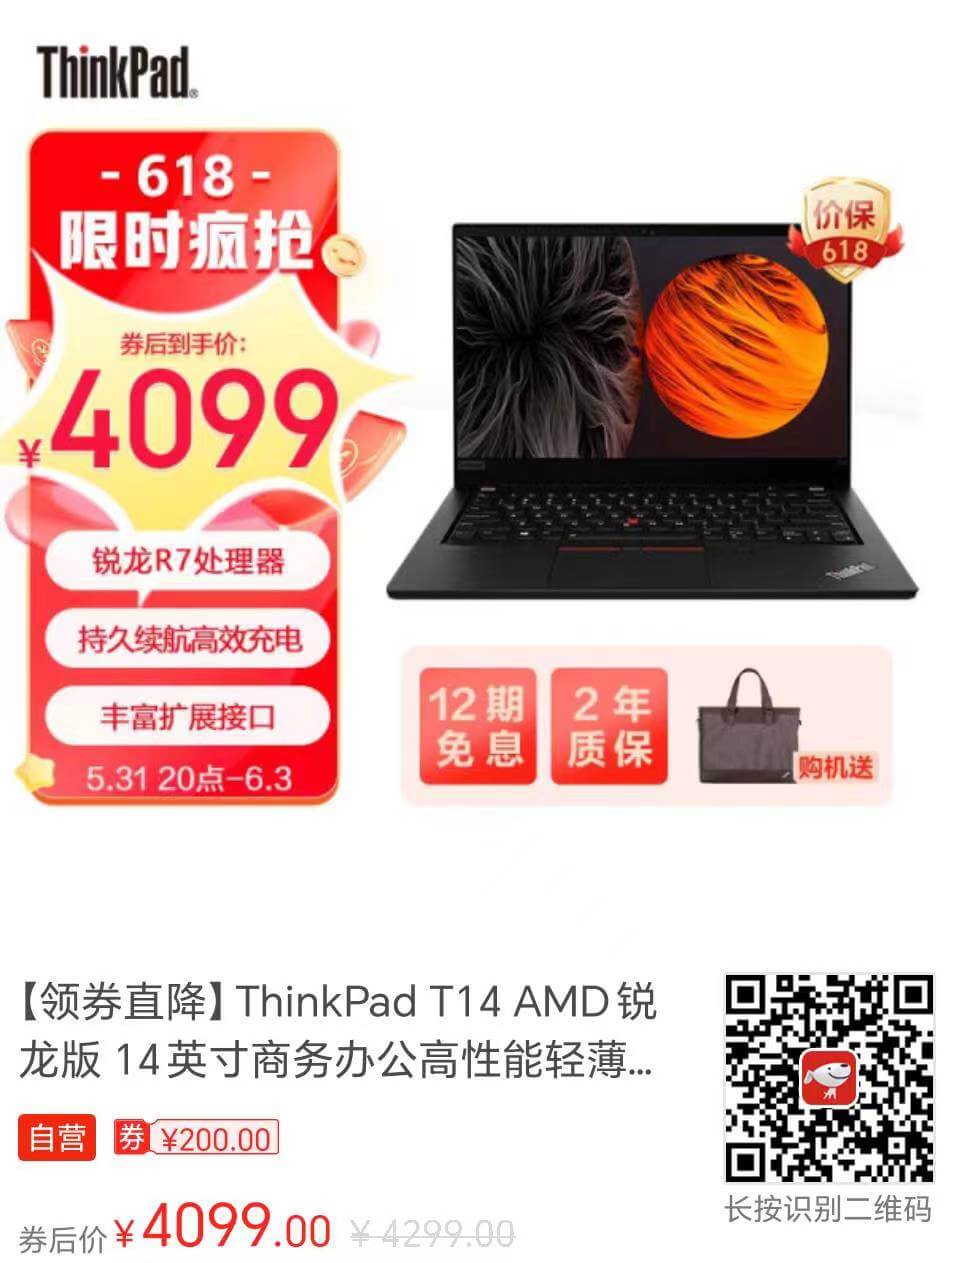 ThinkPad
- 618 -
限时疯抢
券后到手价：
¥4099
锐龙R7处理器
持久续航高效充电
丰富扩展接口
5.31 20点-6.3
价保
618
ThinkPad
12期
免息
2年
质保
购机送
【领券直降】ThinkPad T14 AMD锐
龙版 14英寸商务办公高性能轻薄...
自营 券 ¥200.00
券后价 ¥4099.00 ¥4299.00
长按识别二维码